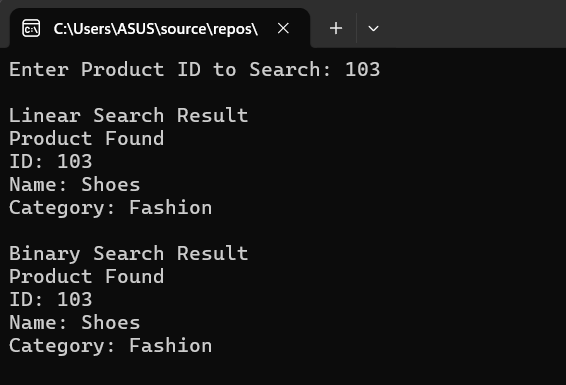 C:\Users\ASUS\source\repos\
Enter Product ID to Search: 103
Linear Search Result
Product Found
ID: 103
Name: Shoes
Category: Fashion
Binary Search Result
Product Found
ID: 103
Name: Shoes
Category: Fashion